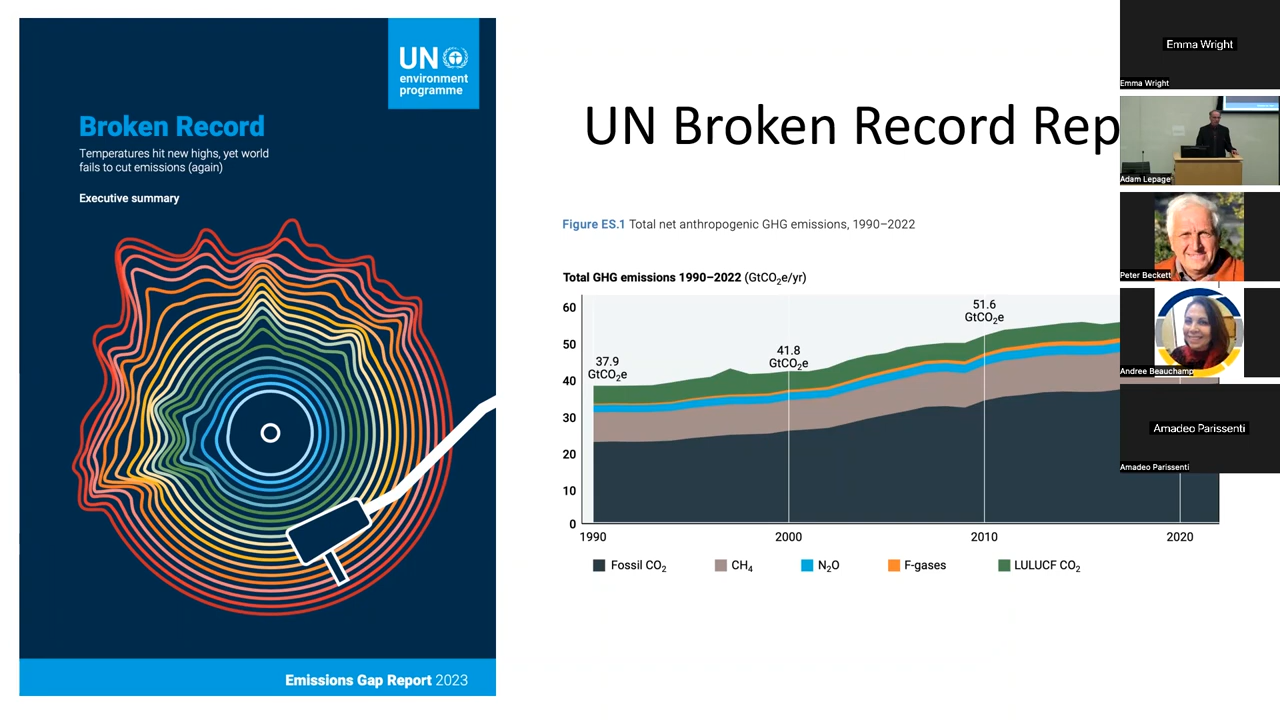 UN
environment
programme
Broken Record
Temperatures hit new highs, yet world
fails to cut emissions (again)
Executive summary
Emissions Gap Report 2023
UN Broken Record Rep
Figure ES.1 Total net anthropogenic GHG emissions, 1990–2022
Total GHG emissions 1990–2022 (GtCO₂e/yr)
60
50
40
30
20
10
0
37.9
GtCO₂e
41.8
GtCO₂e
51.6
GtCO₂e
1990
2000
2010
2020
Fossil CO₂
CH₄
N₂O
F-gases
LULUCF CO₂
Emma Wright
Emma Wright
Adam Lepage
Peter Beckett
Andree Beauchamp
Amadeo Parissenti
Amadeo Parissenti